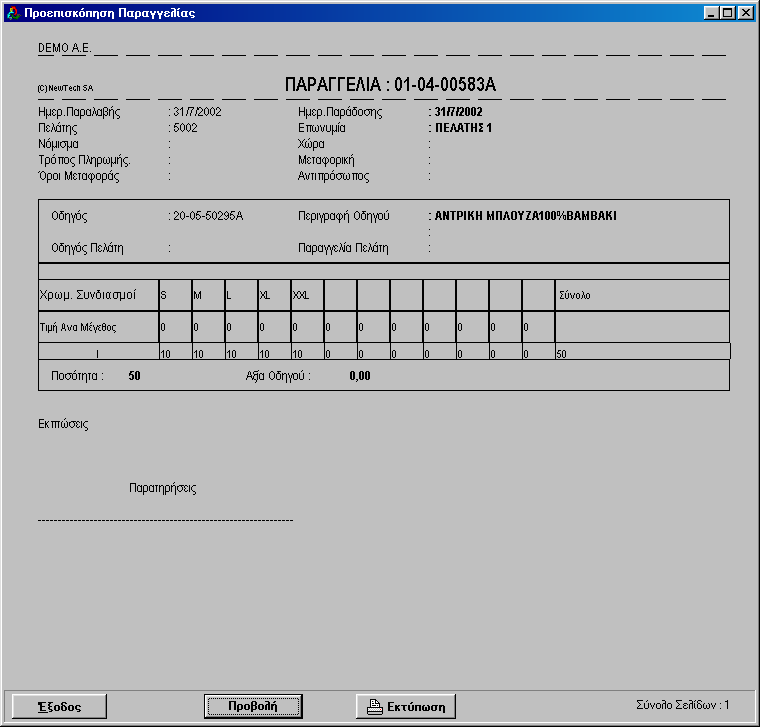 Προεπισκόπηση Παραγγελίας
DEMO A.E.
(C) NewTech SA
ΠΑΡΑΓΓΕΛΙΑ : 01-04-00583A
Ημερ.Παραλαβής : 31/7/2002 Ημερ.Παράδοσης : 31/7/2002
Πελάτης : 5002 Επωνυμία : ΠΕΛΑΤΗΣ 1
Νόμισμα : Χώρα :
Τρόπος Πληρωμής. : Μεταφορική :
Όροι Μεταφοράς : Αντιπρόσωπος :
Οδηγός : 20-05-50295A Περιγραφή Οδηγού : ΑΝΤΡΙΚΗ ΜΠΛΟΥΖΑ100%ΒΑΜΒΑΚΙ
:
Οδηγός Πελάτη : Παραγγελία Πελάτη :
Χρωμ. Συνδιασμοί S M L XL XXL Σύνολο
Τιμή Ανα Μέγεθος 0 0 0 0 0 0 0 0 0 0 0 0
| 10 10 10 10 10 0 0 0 0 0 0 0 50
Ποσότητα : 50 Αξία Οδηγού : 0,00
Εκπτώσεις
Παρατηρήσεις
Έξοδος Προβολή Εκτύπωση Σύνολο Σελίδων : 1